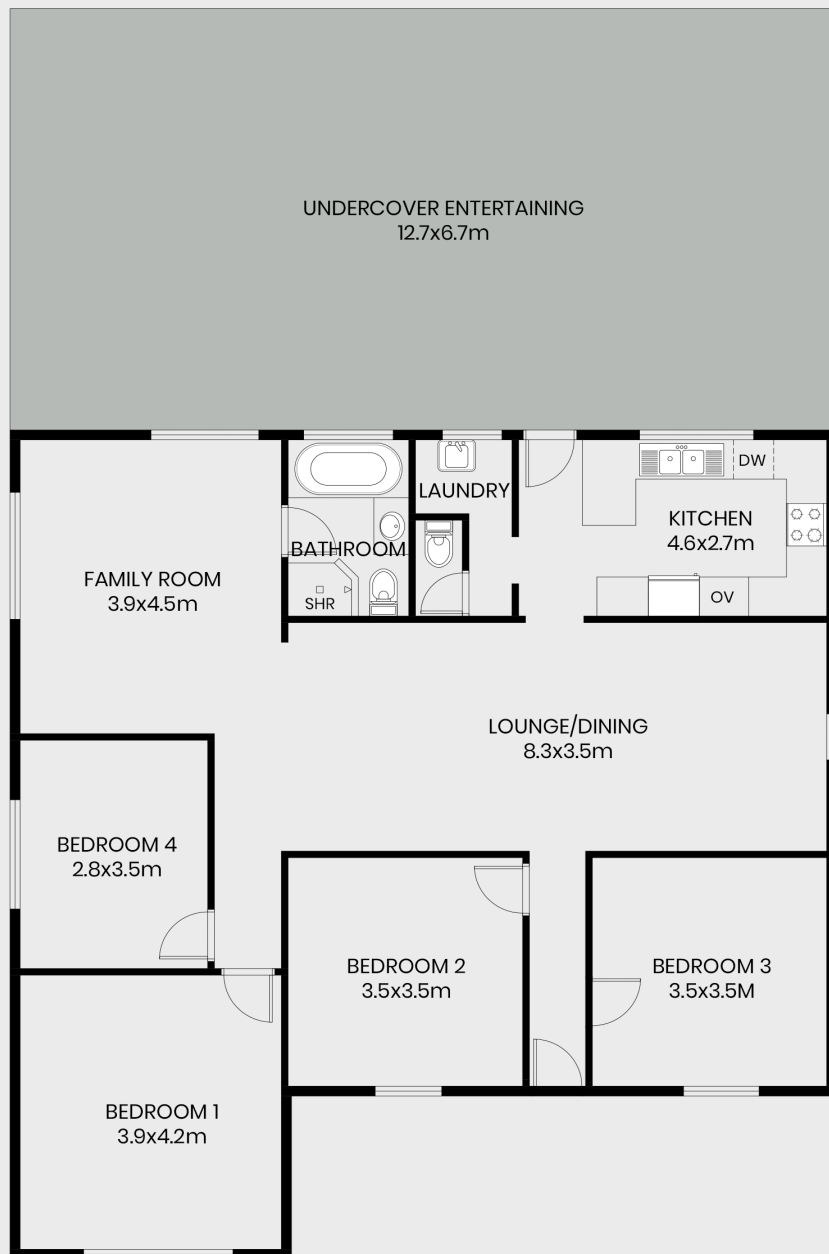 UNDERCOVER ENTERTAINING
12.7x6.7m
DW
LAUNDRY
KITCHEN
4.6x2.7m
BATHROOM
FAMILY ROOM
3.9x4.5m
SHR
OV
LOUNGE/DINING
8.3x3.5m
BEDROOM 4
2.8x3.5m
BEDROOM 2
3.5x3.5m
BEDROOM 3
3.5x3.5M
BEDROOM 1
3.9x4.2m